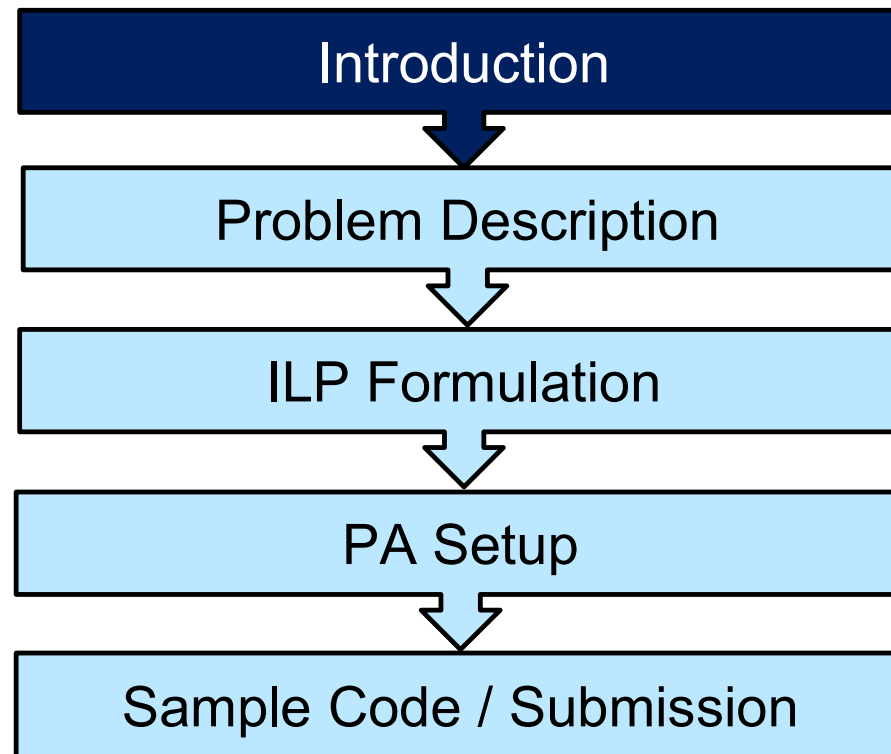 Introduction
Problem Description
ILP Formulation
PA Setup
Sample Code / Submission